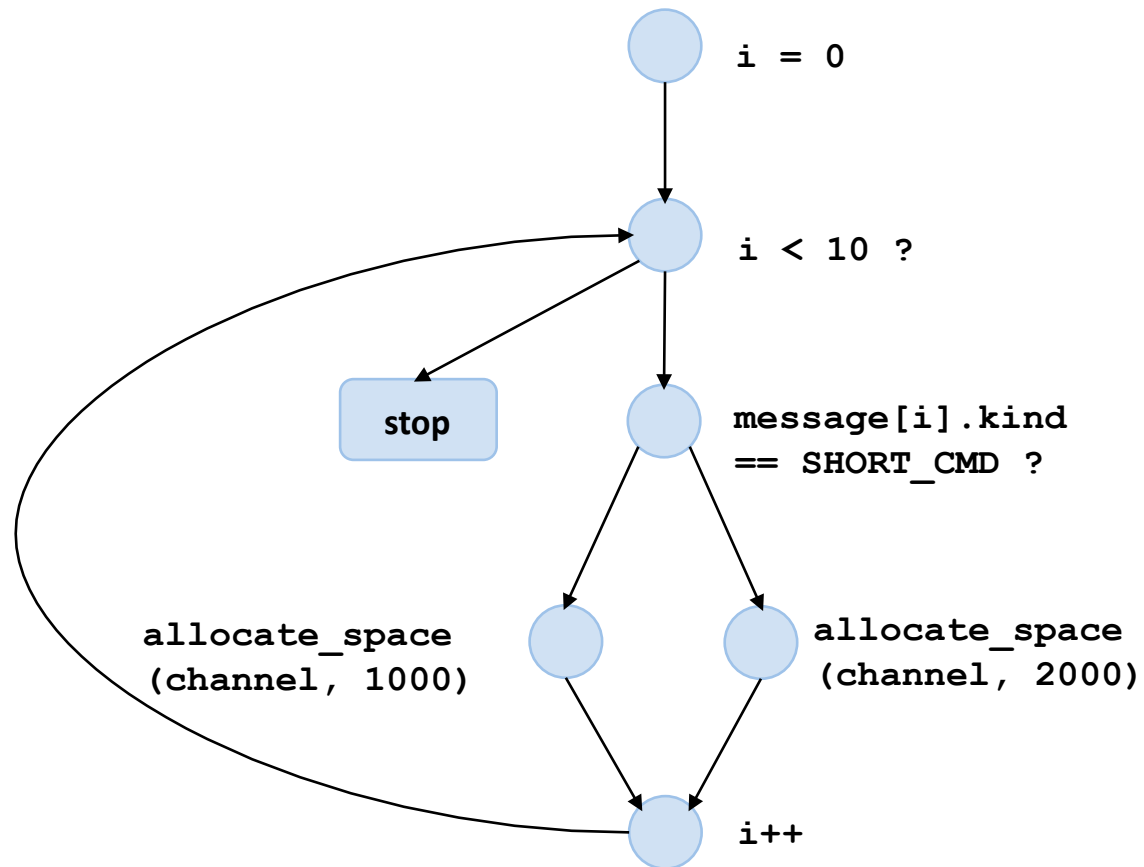 i = 0
i < 10 ?
stop
message[i].kind
== SHORT_CMD ?
allocate_space
(channel, 1000)
allocate_space
(channel, 2000)
i++